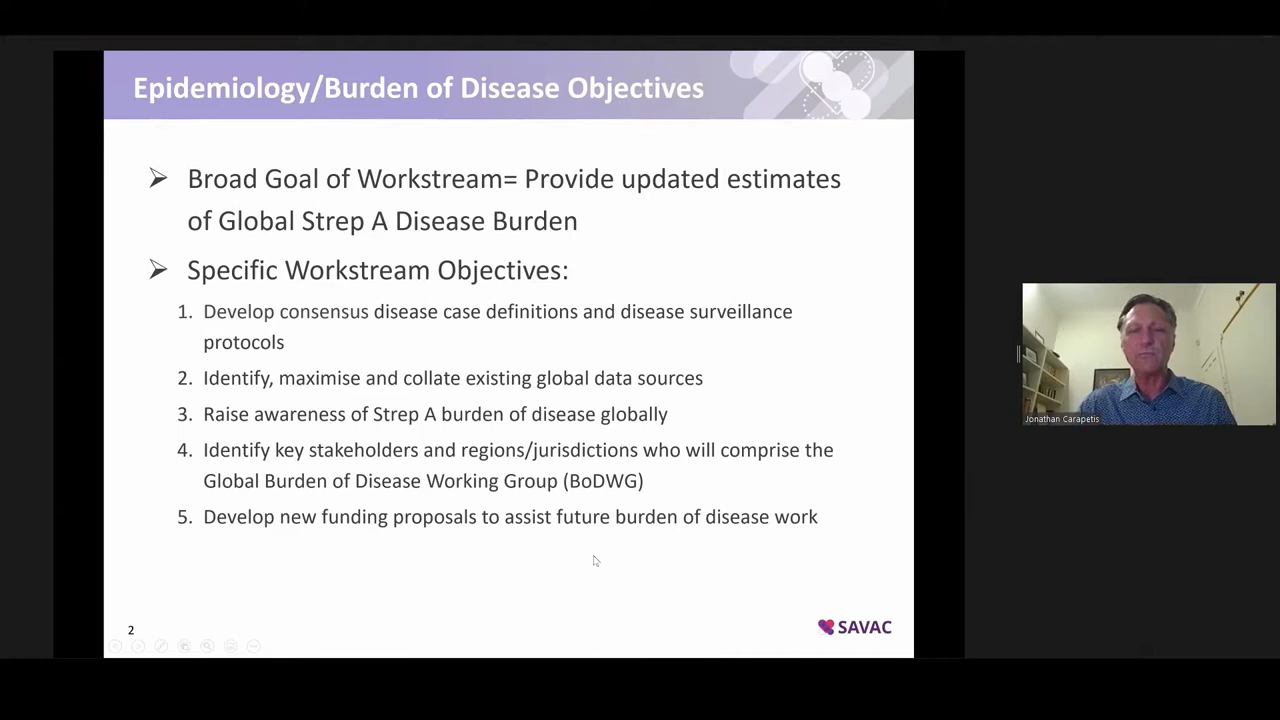 Epidemiology/Burden of Disease Objectives
➢ Broad Goal of Workstream= Provide updated estimates
of Global Strep A Disease Burden
➢ Specific Workstream Objectives:
1. Develop consensus disease case definitions and disease surveillance
protocols
2. Identify, maximise and collate existing global data sources
3. Raise awareness of Strep A burden of disease globally
4. Identify key stakeholders and regions/jurisdictions who will comprise the
Global Burden of Disease Working Group (BoDWG)
5. Develop new funding proposals to assist future burden of disease work
2
SAVAC
Jonathan Carapetis